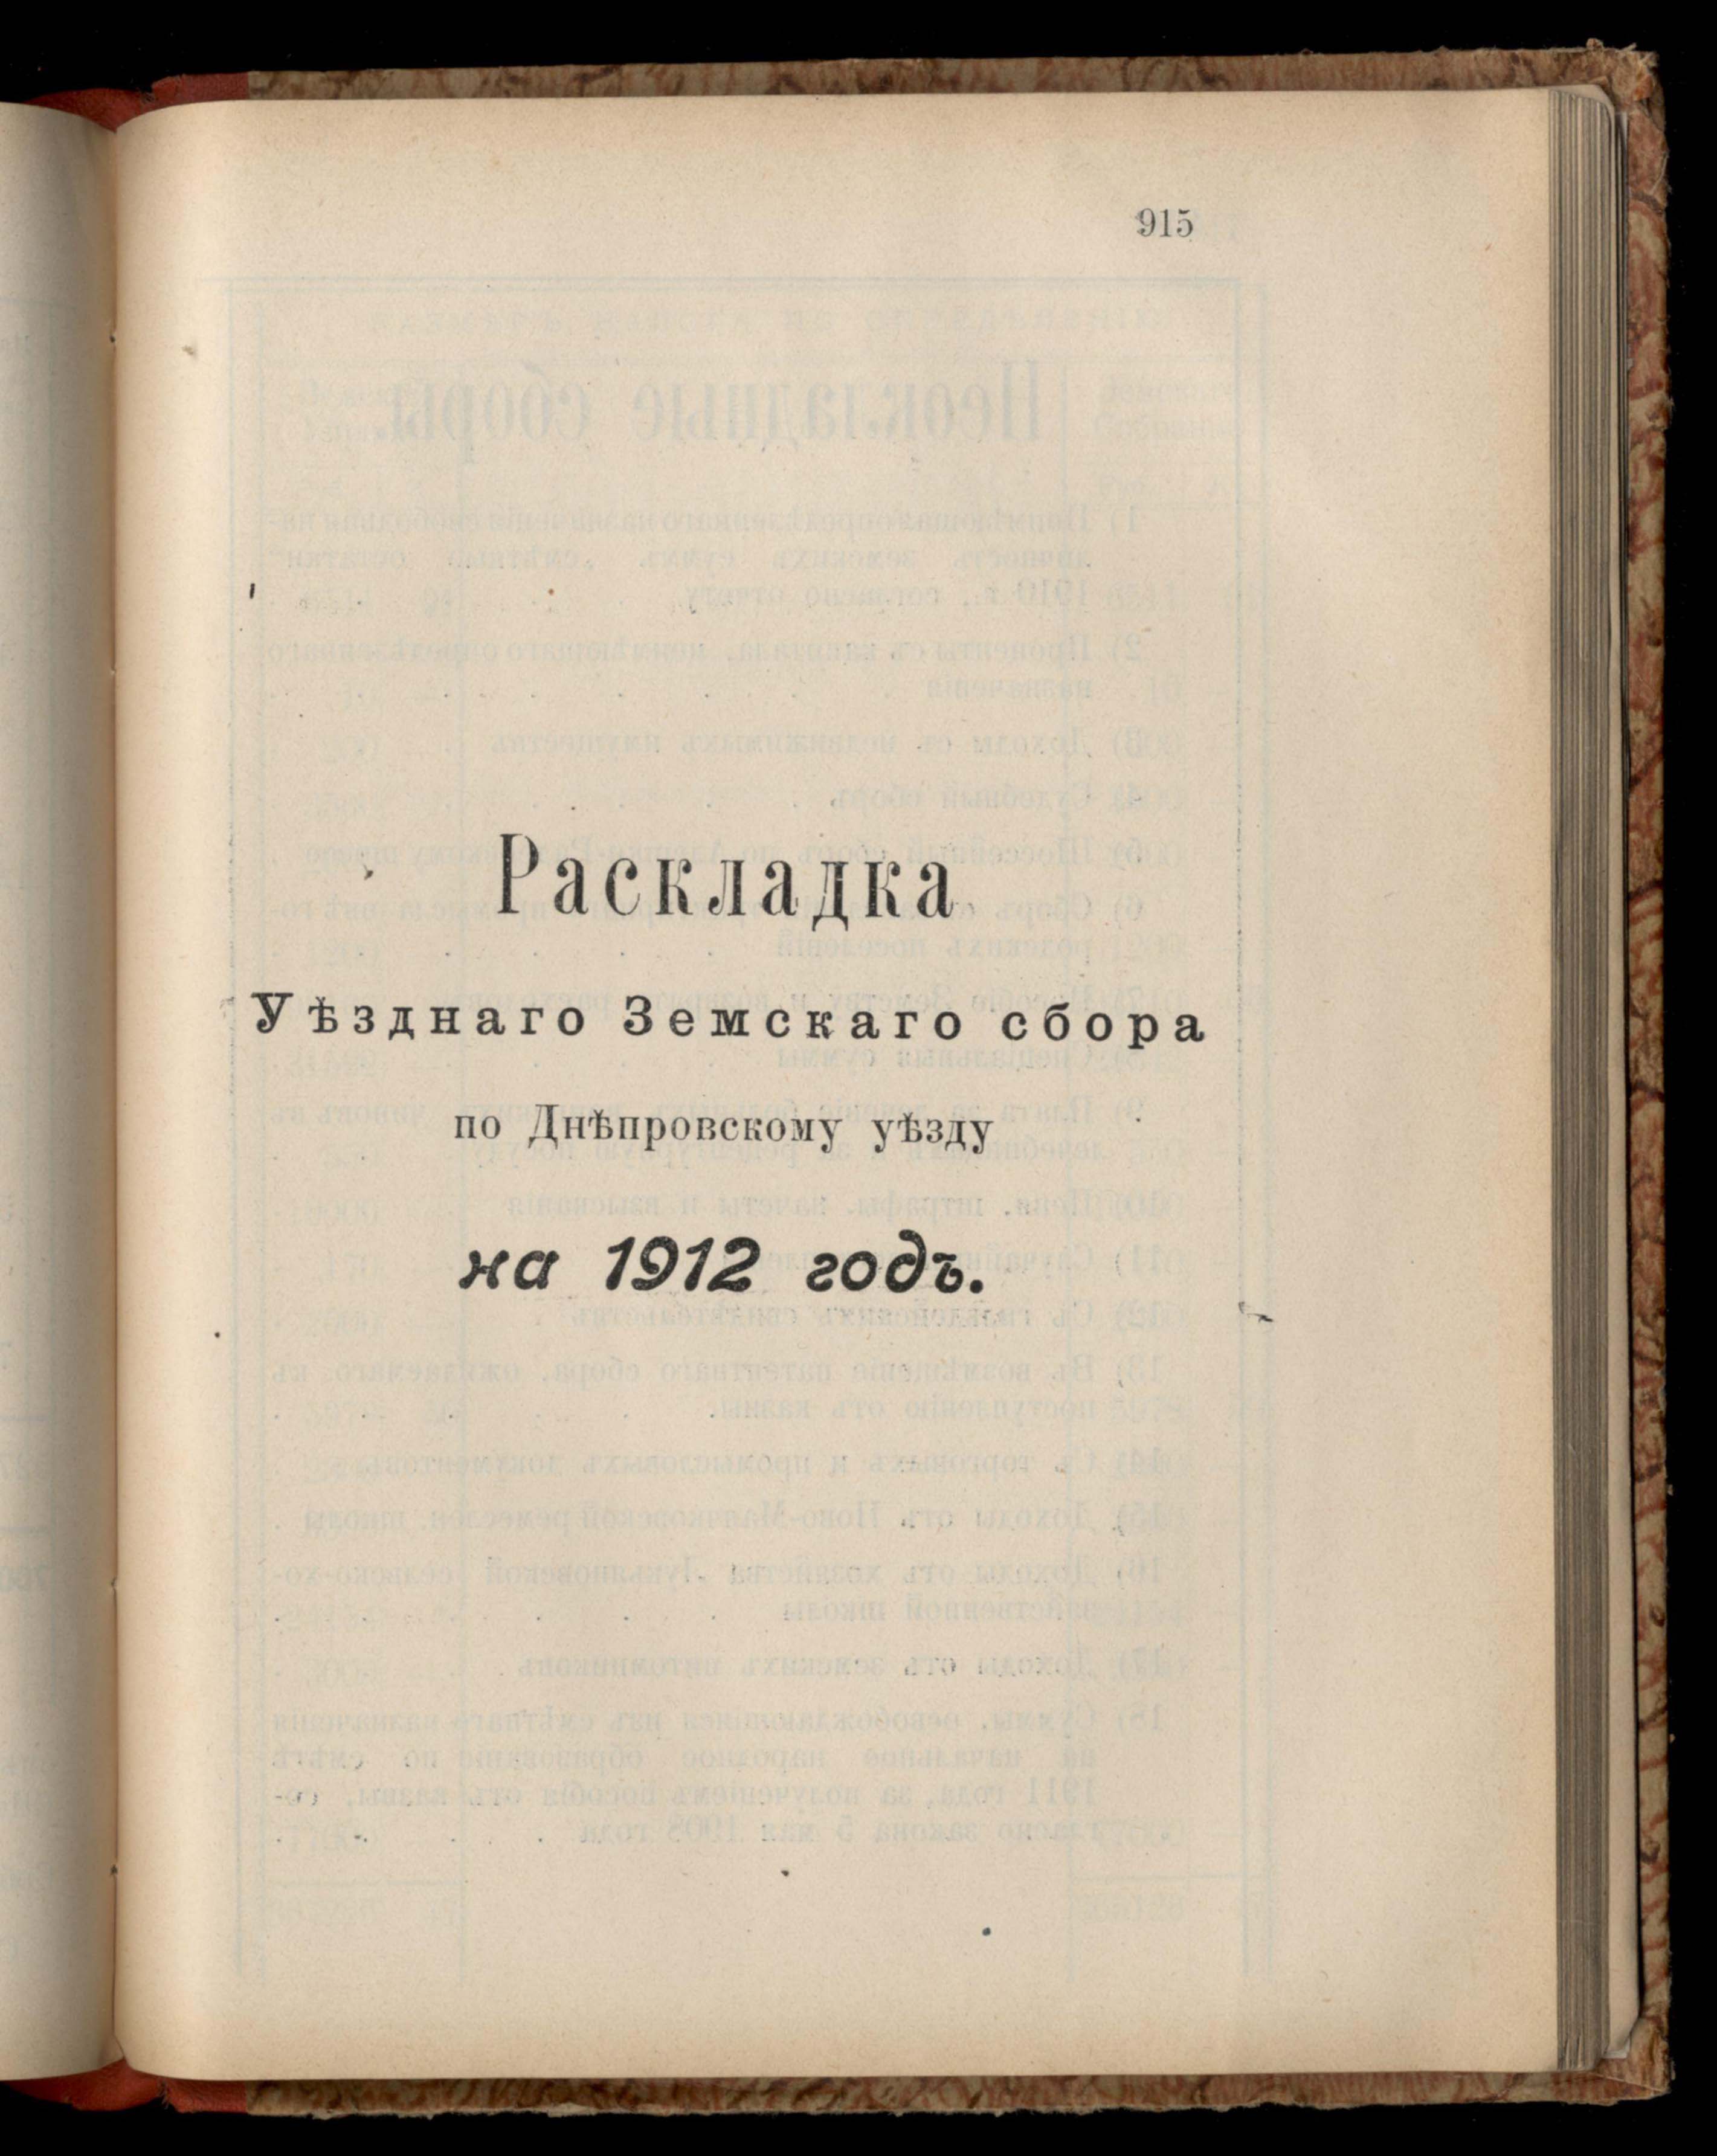 915
Раскладка
Уѣзднаго Земскаго сбора
по Днѣпровскому уѣзду
на 1912 годъ.